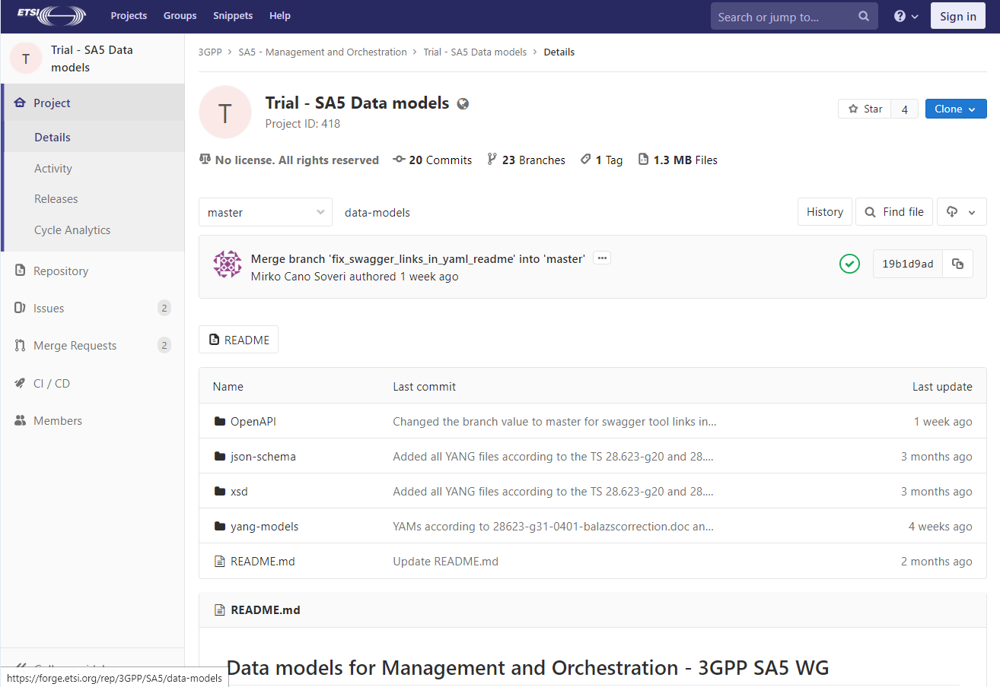 ETSI Projects Groups Snippets Help Search or jump to... Sign in
T Trial - SA5 Data models
Project
Details
Activity
Releases
Cycle Analytics
Repository
Issues 2
Merge Requests 2
CI / CD
Members
3GPP > SA5 - Management and Orchestration > Trial - SA5 Data models > Details
T
Trial - SA5 Data models
Project ID: 418
Star 4 Clone
No license. All rights reserved 20 Commits 23 Branches 1 Tag 1.3 MB Files
master data-models History Find file
Merge branch 'fix_swagger_links_in_yaml_readme' into 'master' ...
Mirko Cano Soveri authored 1 week ago
19b1d9ad
README
Name Last commit Last update
OpenAPI Changed the branch value to master for swagger tool links in... 1 week ago
json-schema Added all YANG files according to the TS 28.623-g20 and 28.... 3 months ago
xsd Added all YANG files according to the TS 28.623-g20 and 28.... 3 months ago
yang-models YAMs according to 28623-g31-0401-balazscorrection.doc an... 4 weeks ago
README.md Update README.md 2 months ago
README.md
Data models for Management and Orchestration - 3GPP SA5 WG
https://forge.etsi.org/rep/3GPP/SA5/data-models